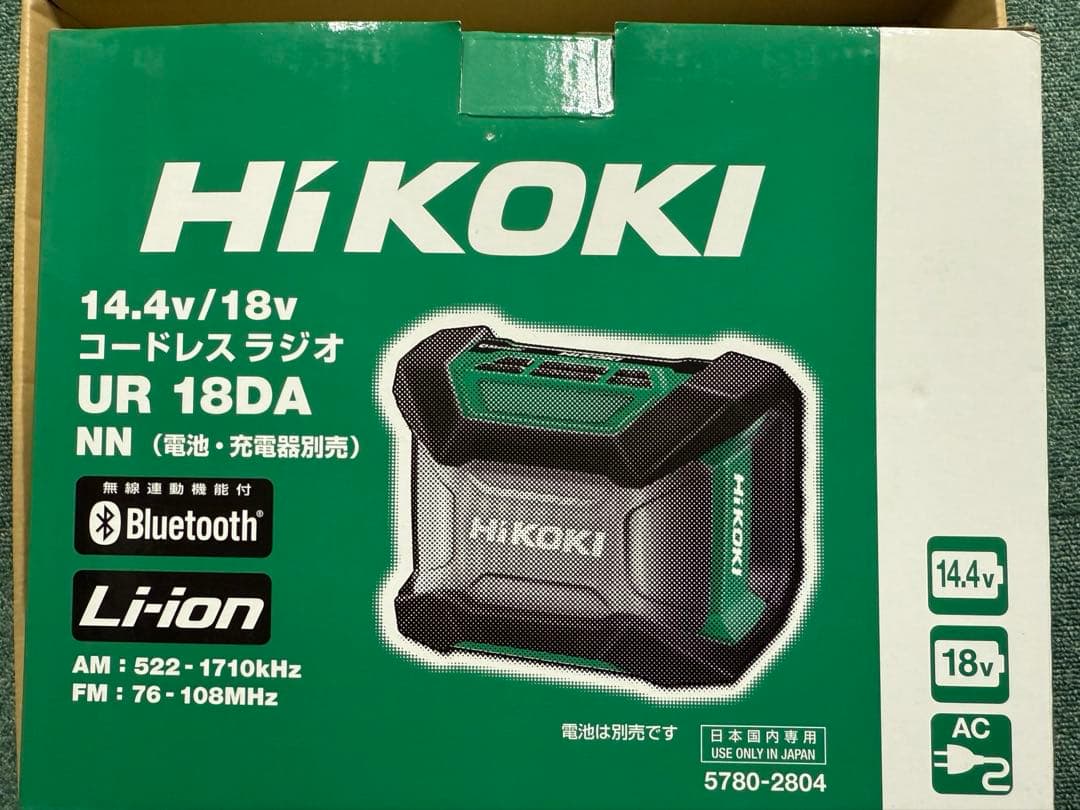 HiKOKI
14.4v/18v
コードレス ラジオ
UR 18DA
NN （電池・充電器別売）
無線連動機能付
Bluetooth®
Li-ion
AM：522-1710kHz
FM：76-108MHz
HiKOKI
HiKOKI
14.4v
18v
AC
電池は別売です
日本国内専用
USE ONLY IN JAPAN
5780-2804